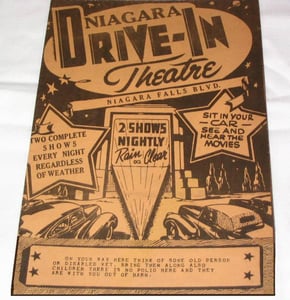 NIAGARA
DRIVE-IN
Theatre
NIAGARA FALLS BLVD.
TWO COMPLETE
SHOWS
EVERY NIGHT
REGARDLESS
OF WEATHER
2 SHOWS
NIGHTLY
Rain OR Clear
SIT IN YOUR
CAR
SEE AND
HEAR THE
MOVIES
ON YOUR WAY HERE THINK OF SOME OLD PERSON
OR DISABLED VET. BRING THEM ALONG ALSO
CHILDREN THERE IS NO POLIO HERE AND THEY
ARE WITH YOU OUT OF HARM.